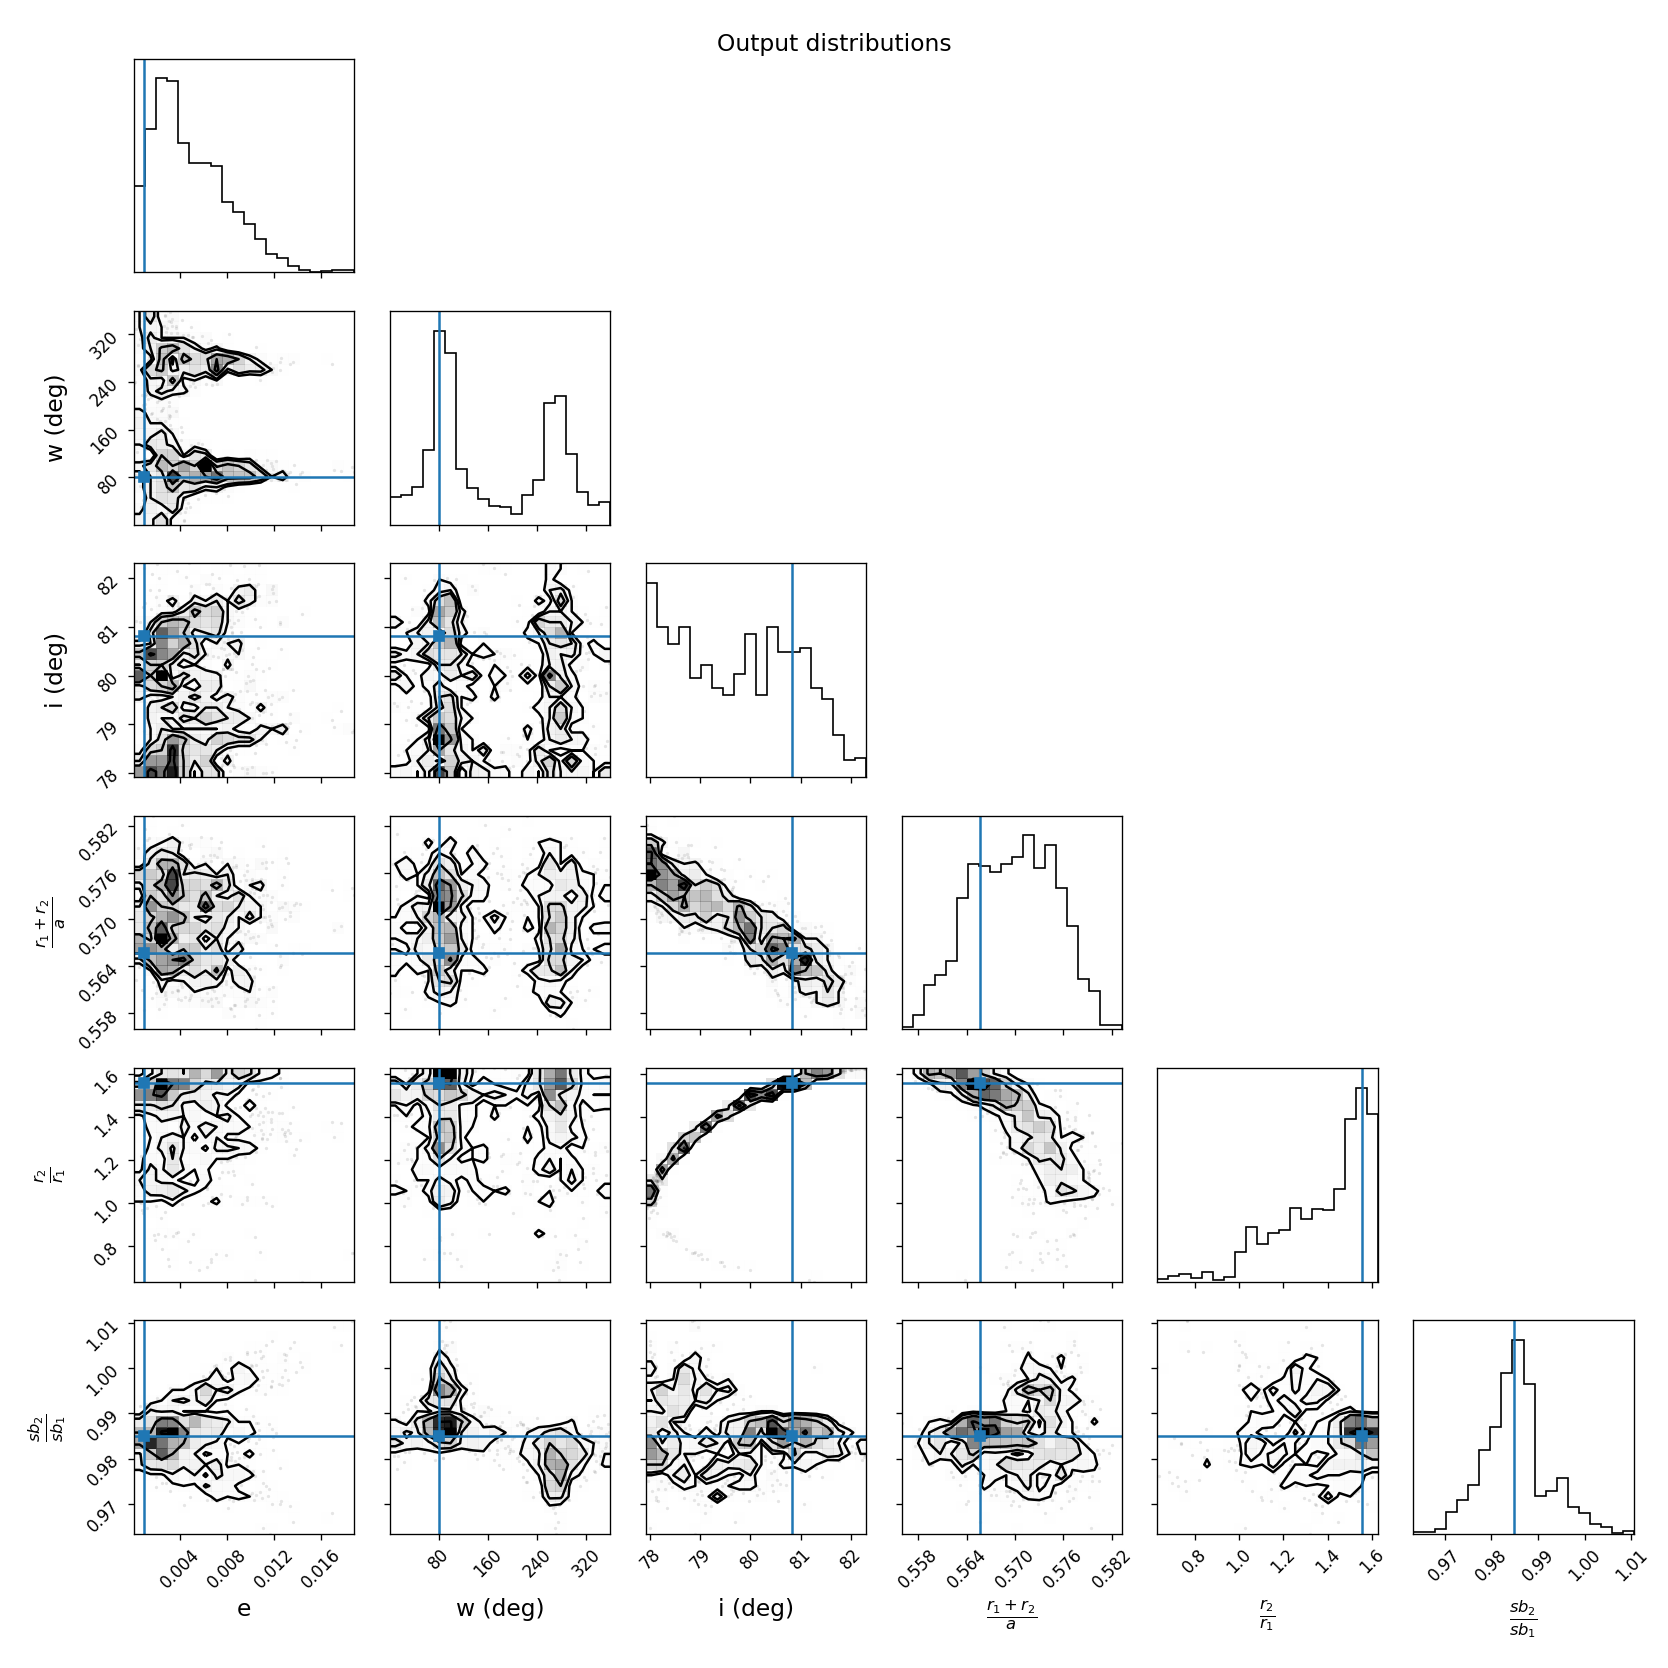 Output distributions
320
240
160
80
w (deg)
82
81
80
79
78
i (deg)
0.582
0.576
0.570
0.564
0.558
r₁ + r₂
a
1.6
1.4
1.2
1.0
0.8
r₂
r₁
1.01
1.00
0.99
0.98
0.97
sb₂
sb₁
0.004 0.008 0.012 0.016
80 160 240 320
78 79 80 81 82
0.558 0.564 0.570 0.576 0.582
0.8 1.0 1.2 1.4 1.6
0.97 0.98 0.99 1.00 1.01
e
w (deg)
i (deg)
r₁ + r₂
a
r₂
r₁
sb₂
sb₁